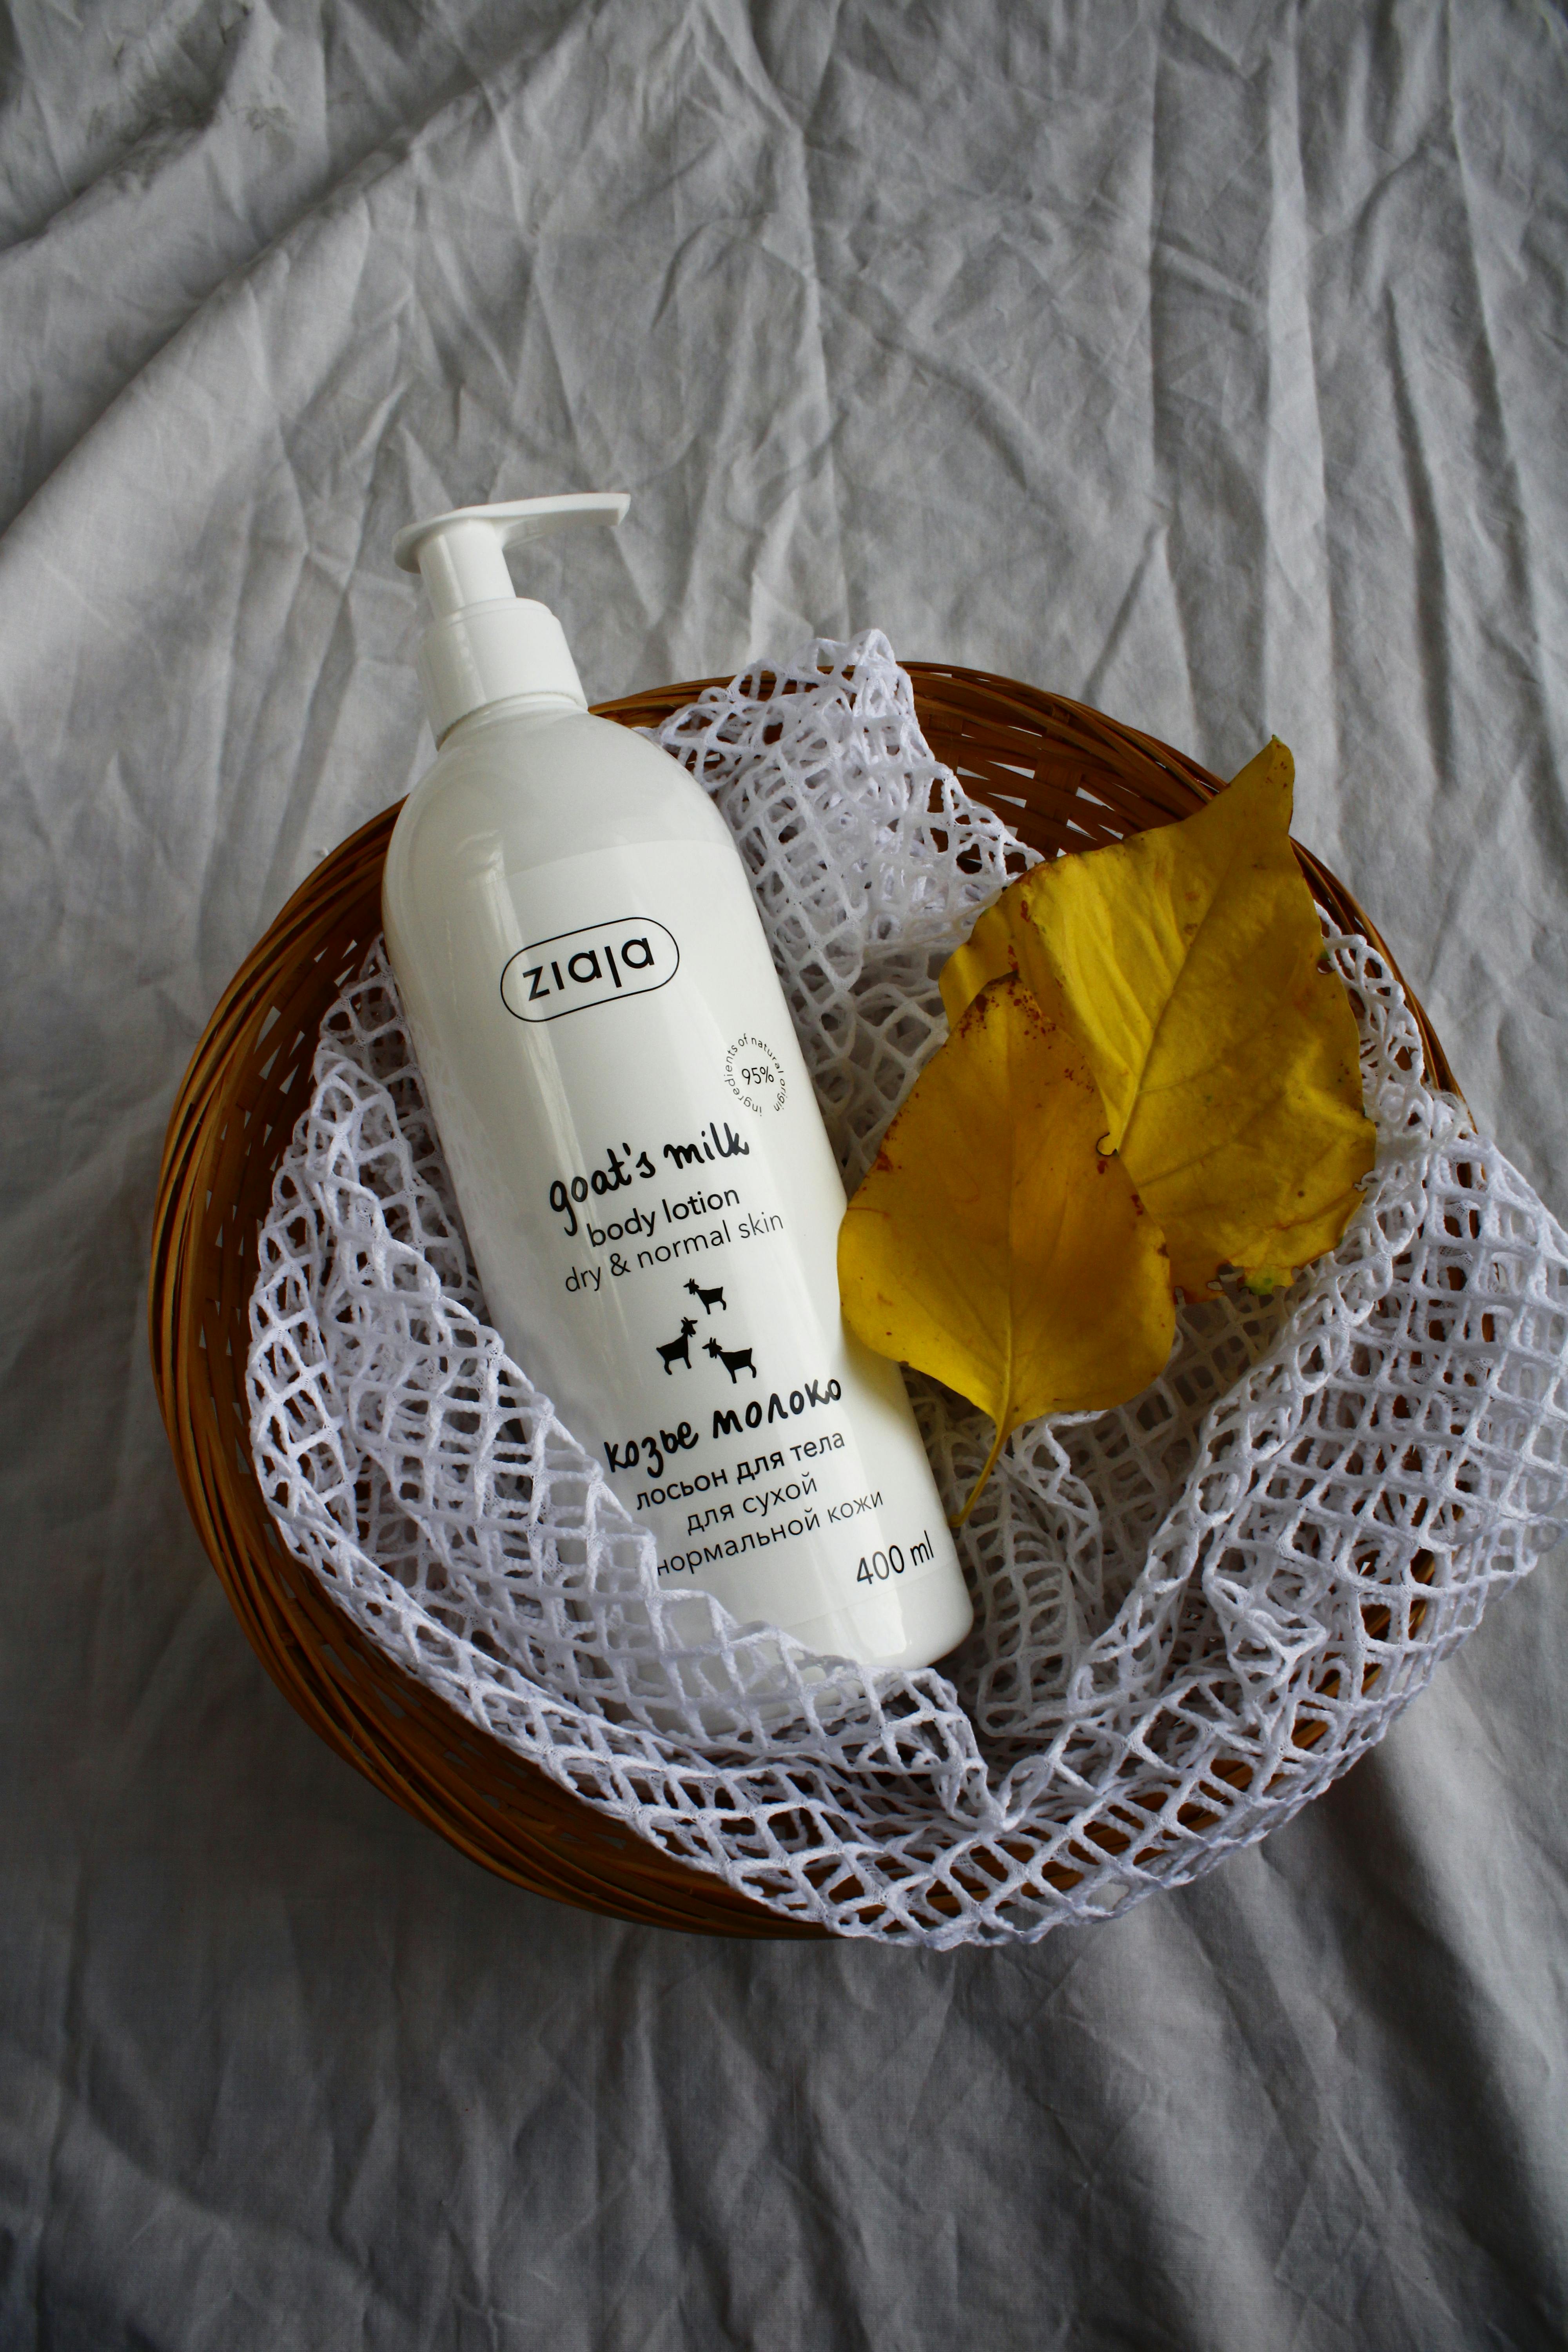 ziaja
ingredients of natural origin
95%
goat's milk
body lotion
dry & normal skin
козье молоко
лосьон для тела
для сухой
нормальной кожи
400 ml